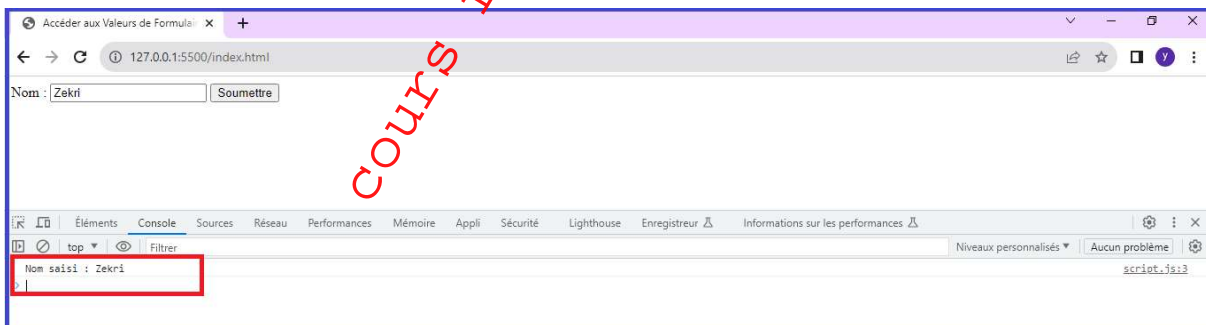 Accéder aux Valeurs de Formulai
127.0.0.1:5500/index.html
y
Nom : Zekri Soumettre
cours
Éléments Console Sources Réseau Performances Mémoire Appli Sécurité Lighthouse Enregistreur Informations sur les performances
top Filtrer Niveaux personnalisés Aucun problème
Nom saisi : Zekri script.js:3